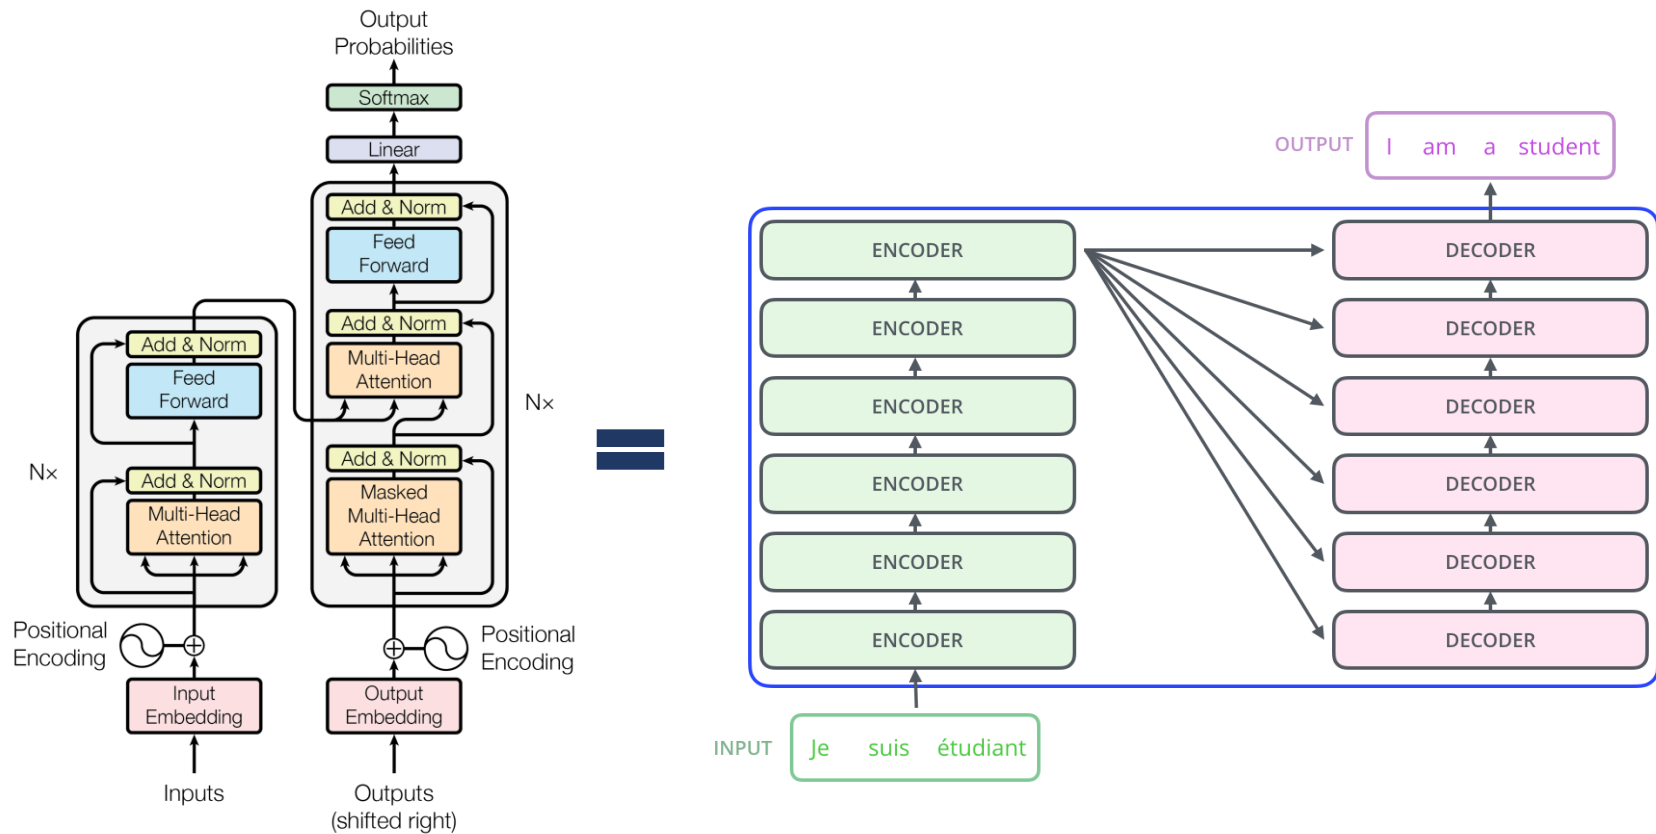 Output
Probabilities
Softmax
Linear
Add & Norm
Feed
Forward
Add & Norm
Multi-Head
Attention
Add & Norm
Masked
Multi-Head
Attention
N×
Add & Norm
Feed
Forward
Add & Norm
Multi-Head
Attention
N×
Positional
Encoding
Positional
Encoding
Input
Embedding
Output
Embedding
Inputs
Outputs
(shifted right)
OUTPUT I am a student
ENCODER
ENCODER
ENCODER
ENCODER
ENCODER
ENCODER
DECODER
DECODER
DECODER
DECODER
DECODER
DECODER
INPUT Je suis étudiant